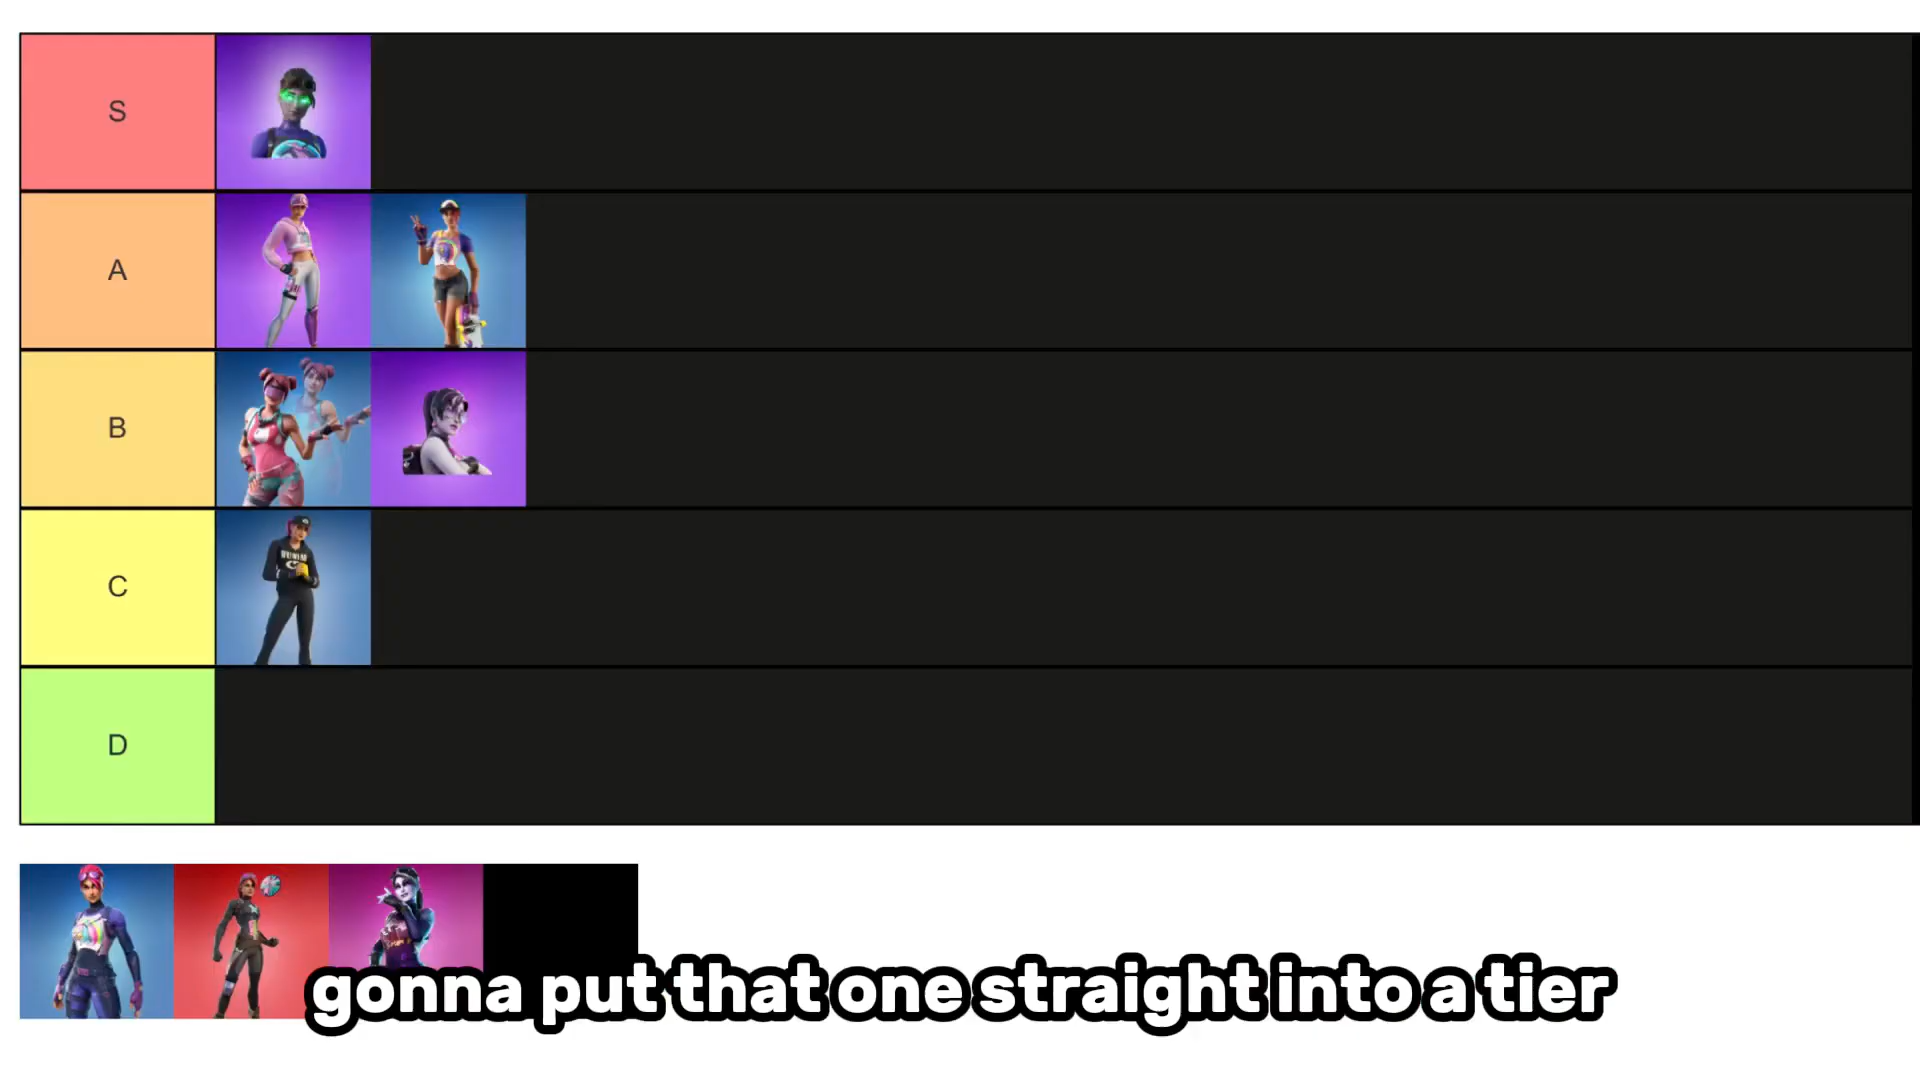 S
A
B
C
D
gonna put that one straight into a tier